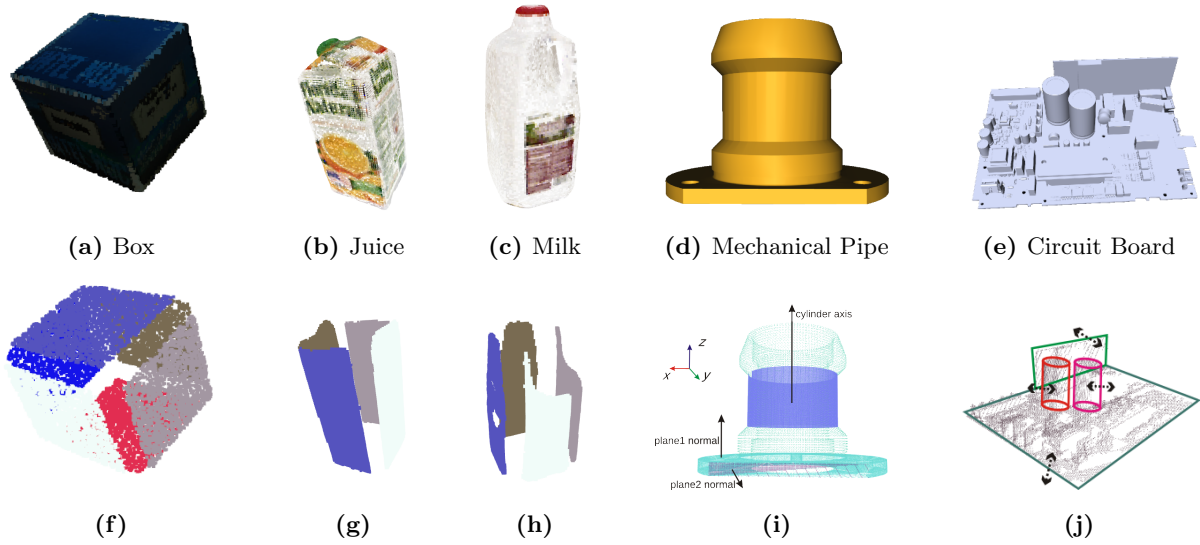 (a) Box
(b) Juice
(c) Milk
(d) Mechanical Pipe
(e) Circuit Board
cylinder axis
z
x
y
plane1 normal
plane2 normal
(f)
(g)
(h)
(i)
(j)